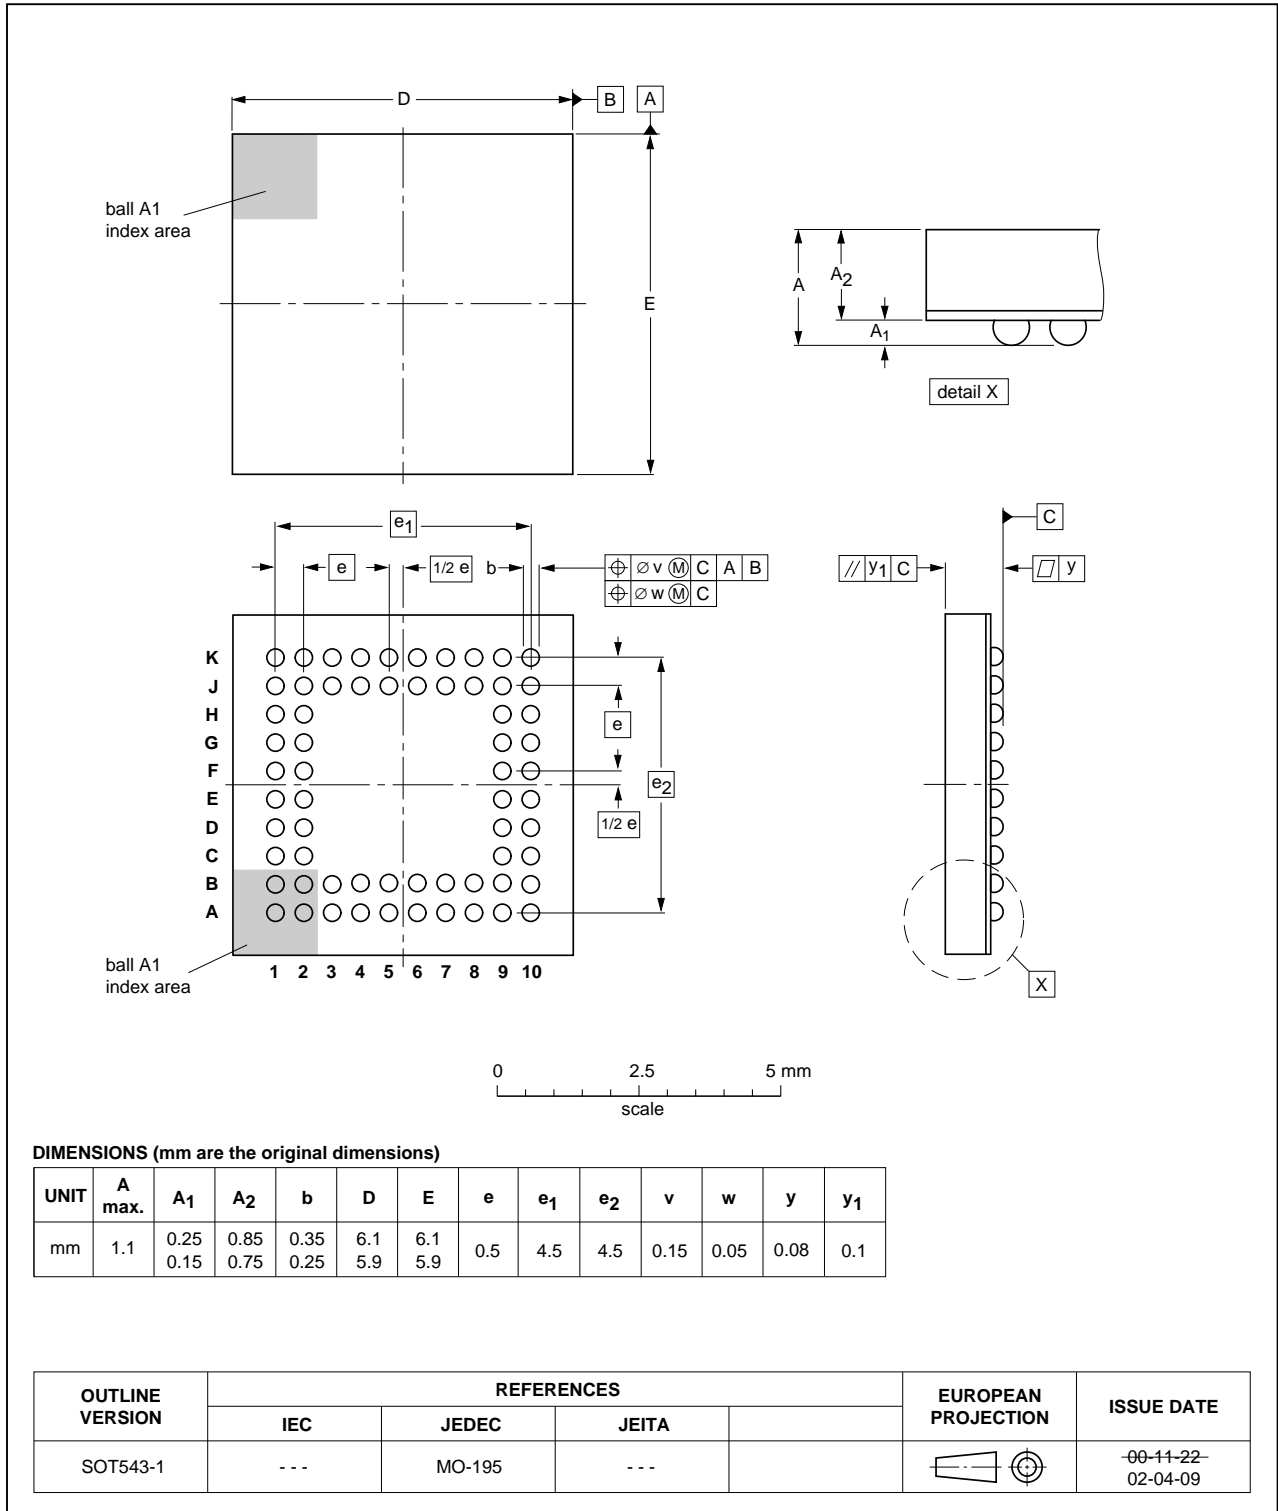 D
B
A
ball A1
index area
E
A
A2
A1
detail X
e1
e
1/2 e
b
⌖ ⌀ v Ⓜ C A B
⌖ ⌀ w Ⓜ C
C
// y1 C
⏥ y
K
J
H
G
F
E
D
C
B
A
e
e2
1/2 e
ball A1
index area
1 2 3 4 5 6 7 8 9 10
X
0 2.5 5 mm
scale
DIMENSIONS (mm are the original dimensions)
UNIT A max. A1 A2 b D E e e1 e2 v w y y1
mm 1.1 0.25 0.15 0.85 0.75 0.35 0.25 6.1 5.9 6.1 5.9 0.5 4.5 4.5 0.15 0.05 0.08 0.1
OUTLINE VERSION
REFERENCES
EUROPEAN PROJECTION
ISSUE DATE
IEC JEDEC JEITA
SOT543-1 - - - MO-195 - - -
00-11-22
02-04-09